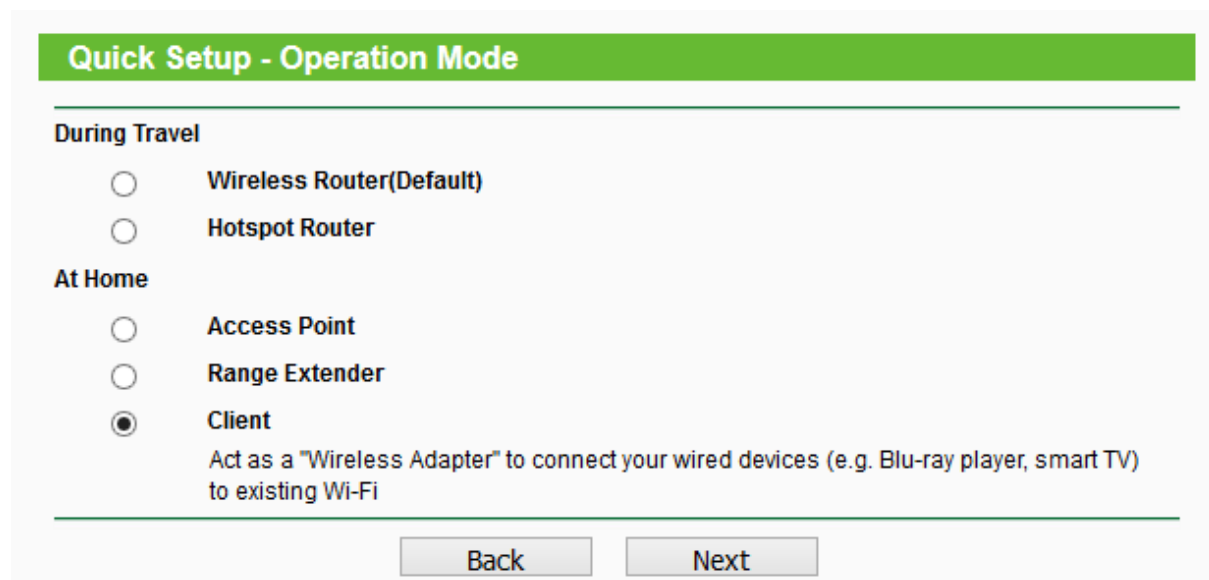 Quick Setup - Operation Mode
During Travel
Wireless Router(Default)
Hotspot Router
At Home
Access Point
Range Extender
Client
Act as a "Wireless Adapter" to connect your wired devices (e.g. Blu-ray player, smart TV)
to existing Wi-Fi
Back Next